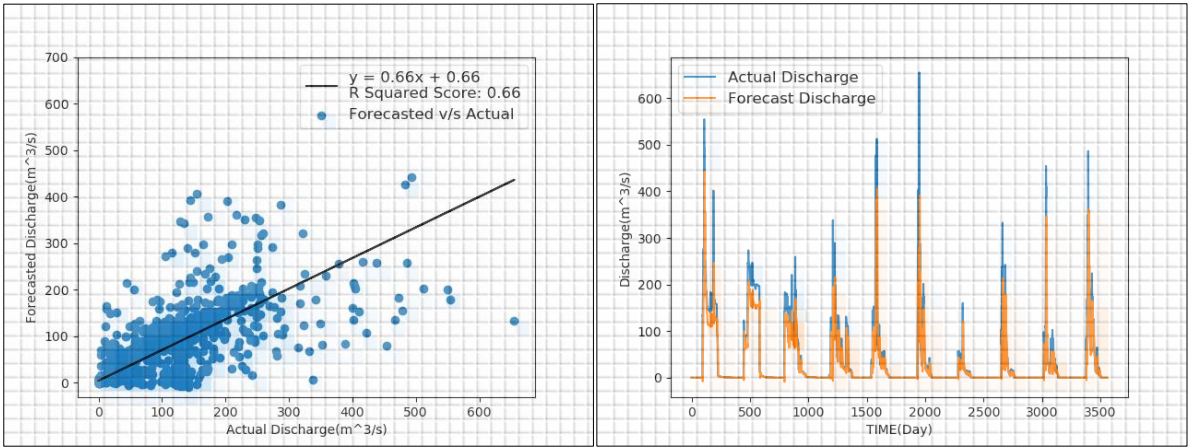 700
600
500
400
300
200
100
0
Forecasted Discharge(m^3/s)
y = 0.66x + 0.66
R Squared Score: 0.66
Forecasted v/s Actual
0 100 200 300 400 500 600
Actual Discharge(m^3/s)
600
500
400
300
200
100
0
Discharge(m^3/s)
Actual Discharge
Forecast Discharge
0 500 1000 1500 2000 2500 3000 3500
TIME(Day)